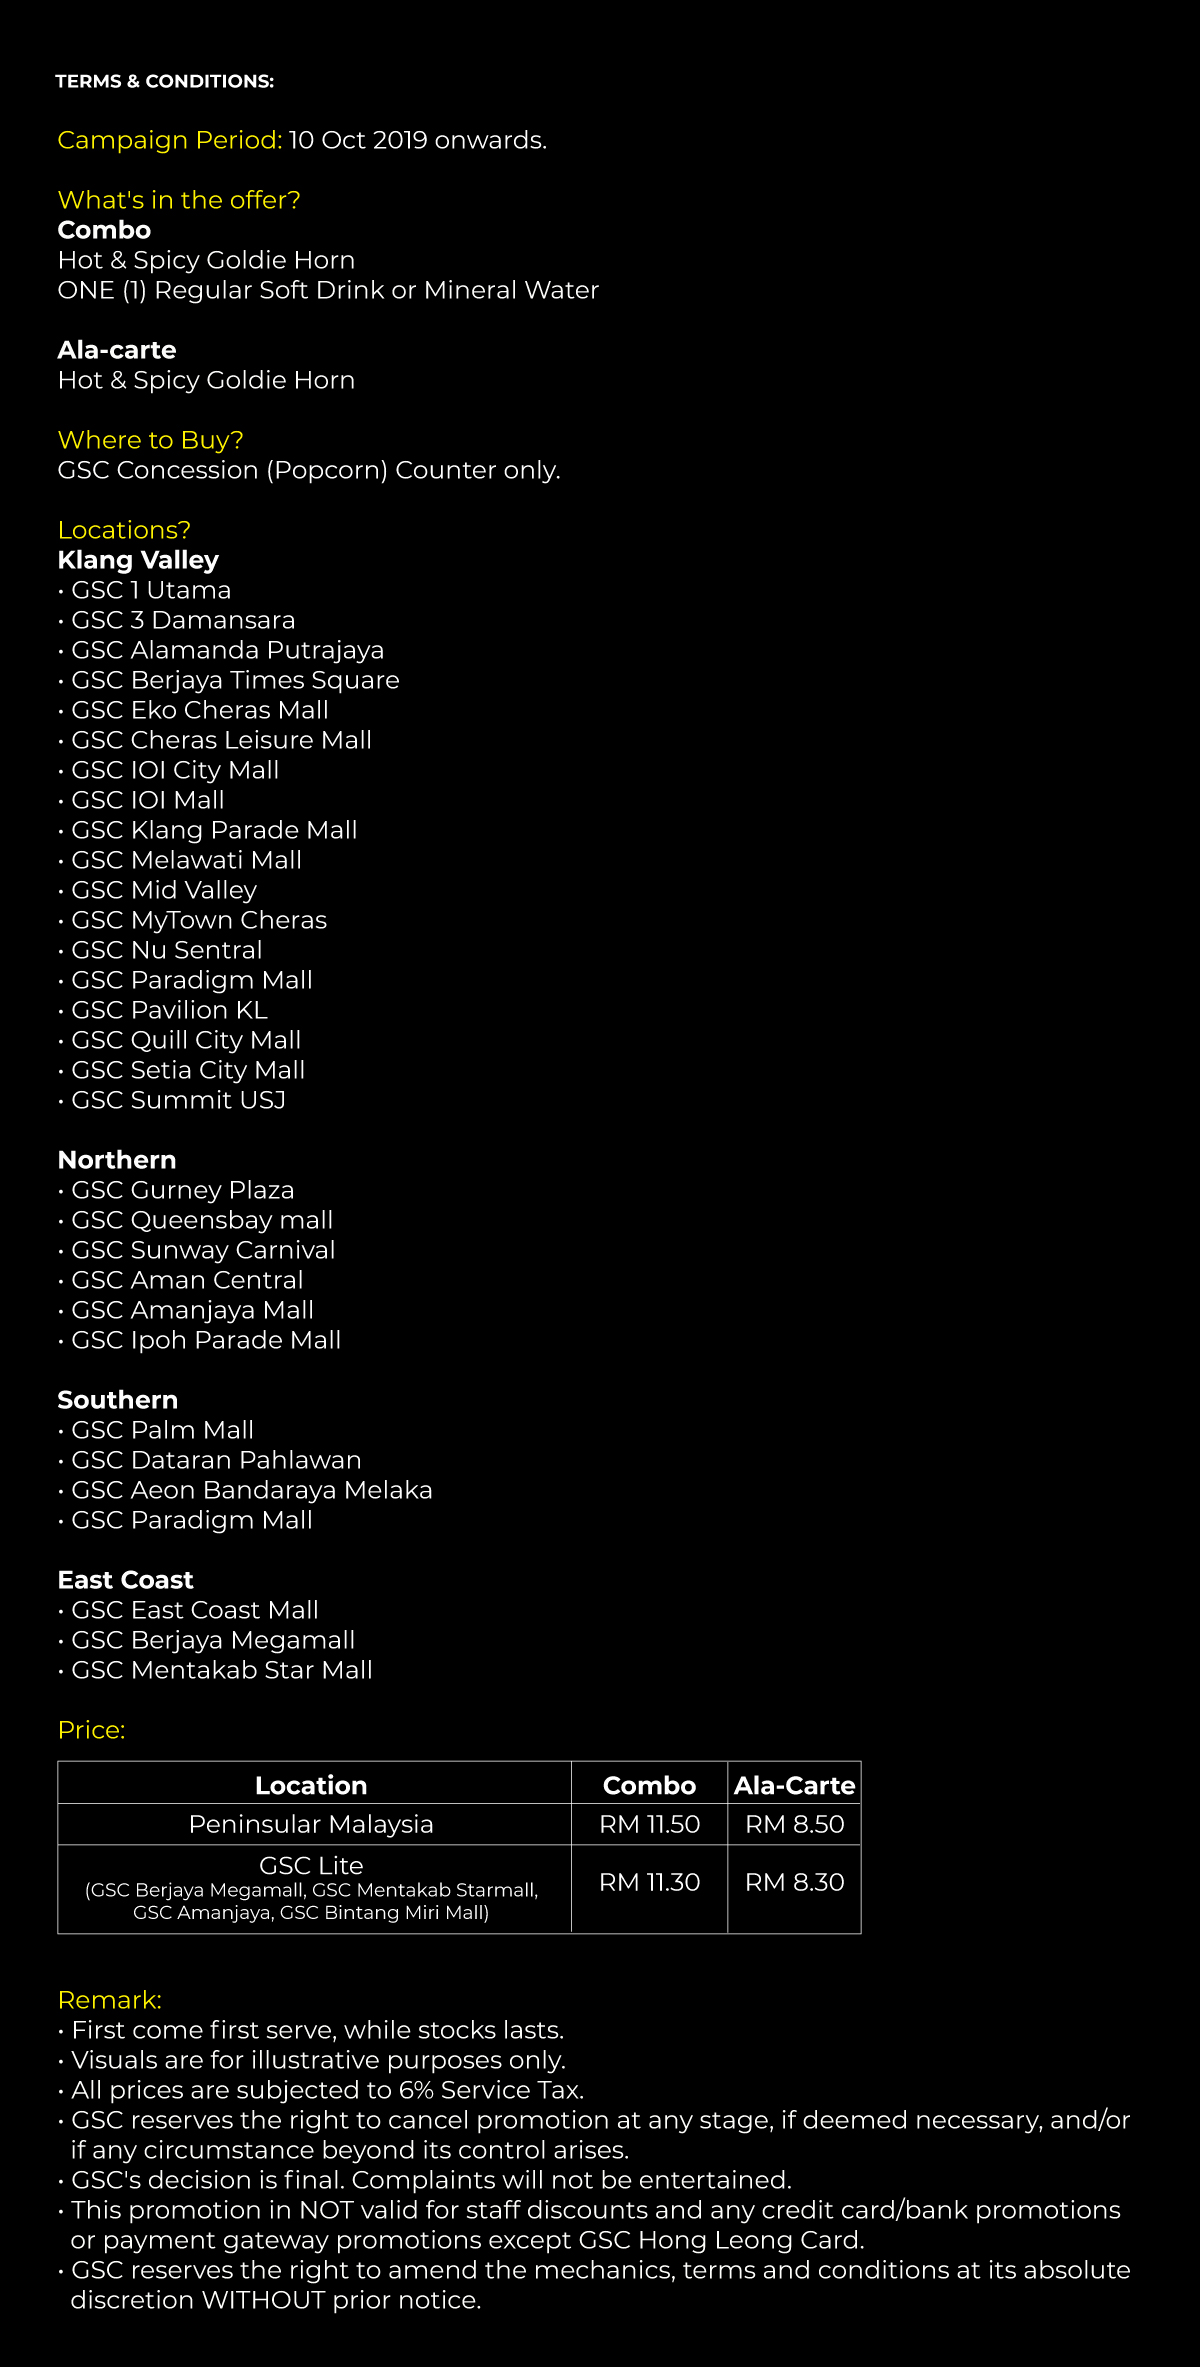 TERMS & CONDITIONS:
Campaign Period: 10 Oct 2019 onwards.
What's in the offer?
Combo
Hot & Spicy Goldie Horn
ONE (1) Regular Soft Drink or Mineral Water
Ala-carte
Hot & Spicy Goldie Horn
Where to Buy?
GSC Concession (Popcorn) Counter only.
Locations?
Klang Valley
• GSC 1 Utama
• GSC 3 Damansara
• GSC Alamanda Putrajaya
• GSC Berjaya Times Square
• GSC Eko Cheras Mall
• GSC Cheras Leisure Mall
• GSC IOI City Mall
• GSC IOI Mall
• GSC Klang Parade Mall
• GSC Melawati Mall
• GSC Mid Valley
• GSC MyTown Cheras
• GSC Nu Sentral
• GSC Paradigm Mall
• GSC Pavilion KL
• GSC Quill City Mall
• GSC Setia City Mall
• GSC Summit USJ
Northern
• GSC Gurney Plaza
• GSC Queensbay mall
• GSC Sunway Carnival
• GSC Aman Central
• GSC Amanjaya Mall
• GSC Ipoh Parade Mall
Southern
• GSC Palm Mall
• GSC Dataran Pahlawan
• GSC Aeon Bandaraya Melaka
• GSC Paradigm Mall
East Coast
• GSC East Coast Mall
• GSC Berjaya Megamall
• GSC Mentakab Star Mall
Price:
Location Combo Ala-Carte
Peninsular Malaysia RM 11.50 RM 8.50
GSC Lite
(GSC Berjaya Megamall, GSC Mentakab Starmall,
GSC Amanjaya, GSC Bintang Miri Mall)
RM 11.30 RM 8.30
Remark:
• First come first serve, while stocks lasts.
• Visuals are for illustrative purposes only.
• All prices are subjected to 6% Service Tax.
• GSC reserves the right to cancel promotion at any stage, if deemed necessary, and/or
if any circumstance beyond its control arises.
• GSC's decision is final. Complaints will not be entertained.
• This promotion in NOT valid for staff discounts and any credit card/bank promotions
or payment gateway promotions except GSC Hong Leong Card.
• GSC reserves the right to amend the mechanics, terms and conditions at its absolute
discretion WITHOUT prior notice.